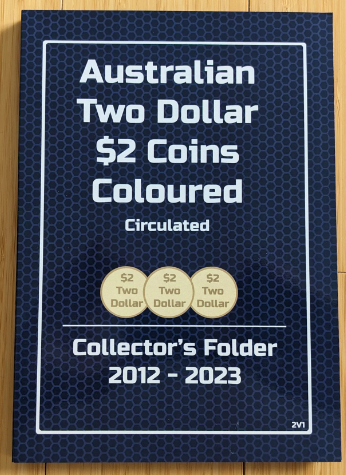 Australian
Two Dollar
$2 Coins
Coloured
Circulated
$2 $2 $2
Two Two Two
Dollar Dollar Dollar
Collector's Folder
2012 - 2023
2V1